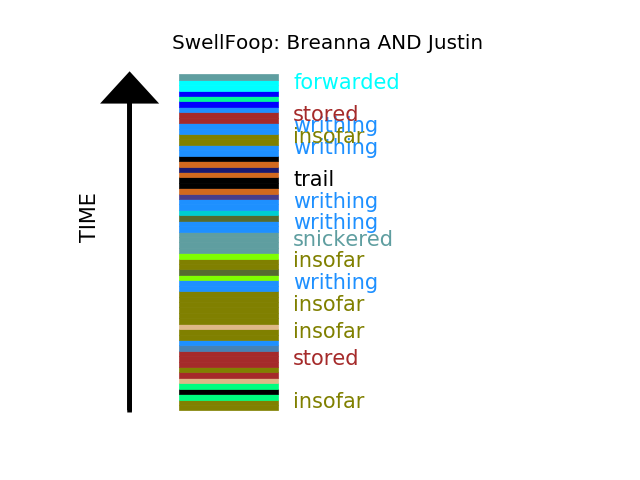 SwellFoop: Breanna AND Justin
forwarded
stored
writhing
insofar
writhing
trail
writhing
writhing
snickered
insofar
writhing
insofar
insofar
stored
insofar
TIME